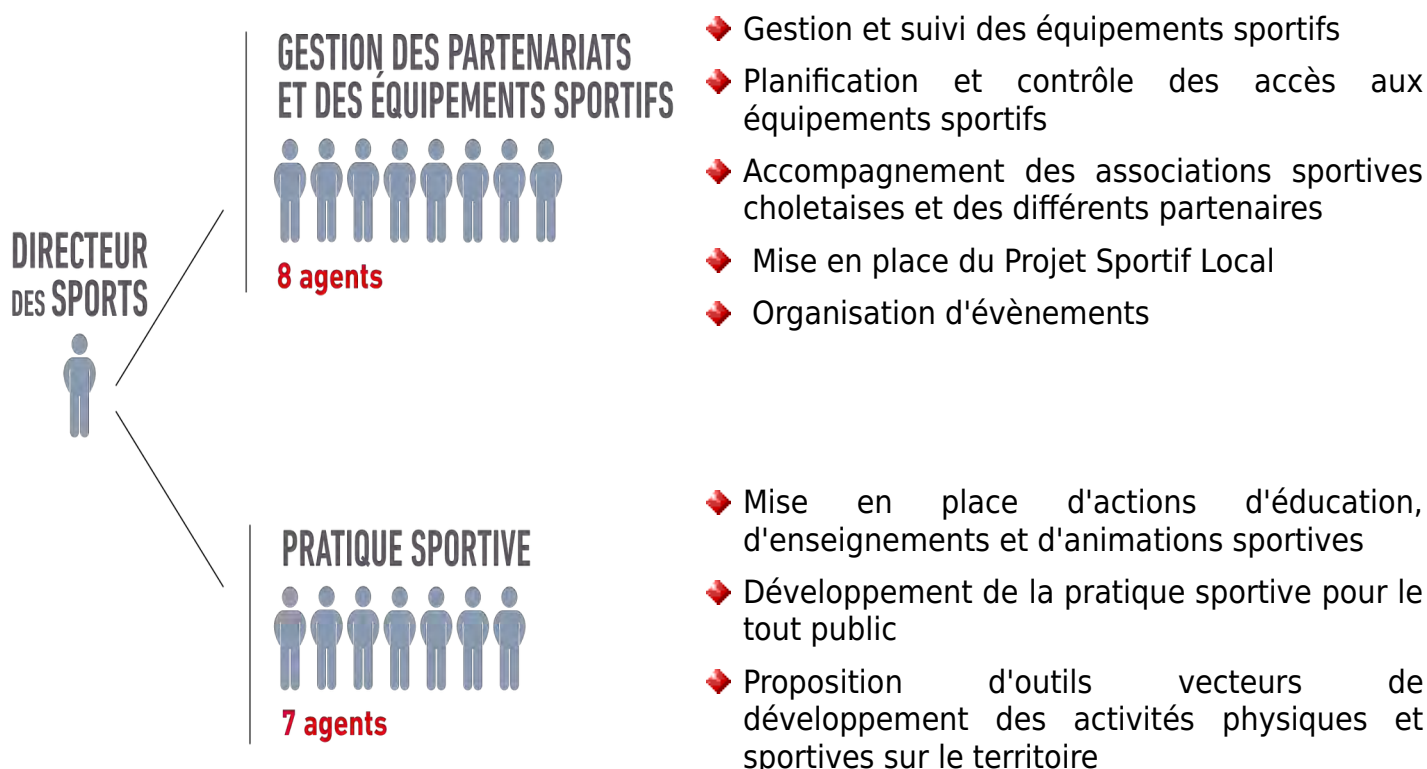 DIRECTEUR
DES SPORTS
GESTION DES PARTENARIATS
ET DES ÉQUIPEMENTS SPORTIFS
8 agents
Gestion et suivi des équipements sportifs
Planification et contrôle des accès aux
équipements sportifs
Accompagnement des associations sportives
choletaises et des différents partenaires
Mise en place du Projet Sportif Local
Organisation d'évènements
PRATIQUE SPORTIVE
7 agents
Mise en place d'actions d'éducation,
d'enseignements et d'animations sportives
Développement de la pratique sportive pour le
tout public
Proposition d'outils vecteurs de
développement des activités physiques et
sportives sur le territoire